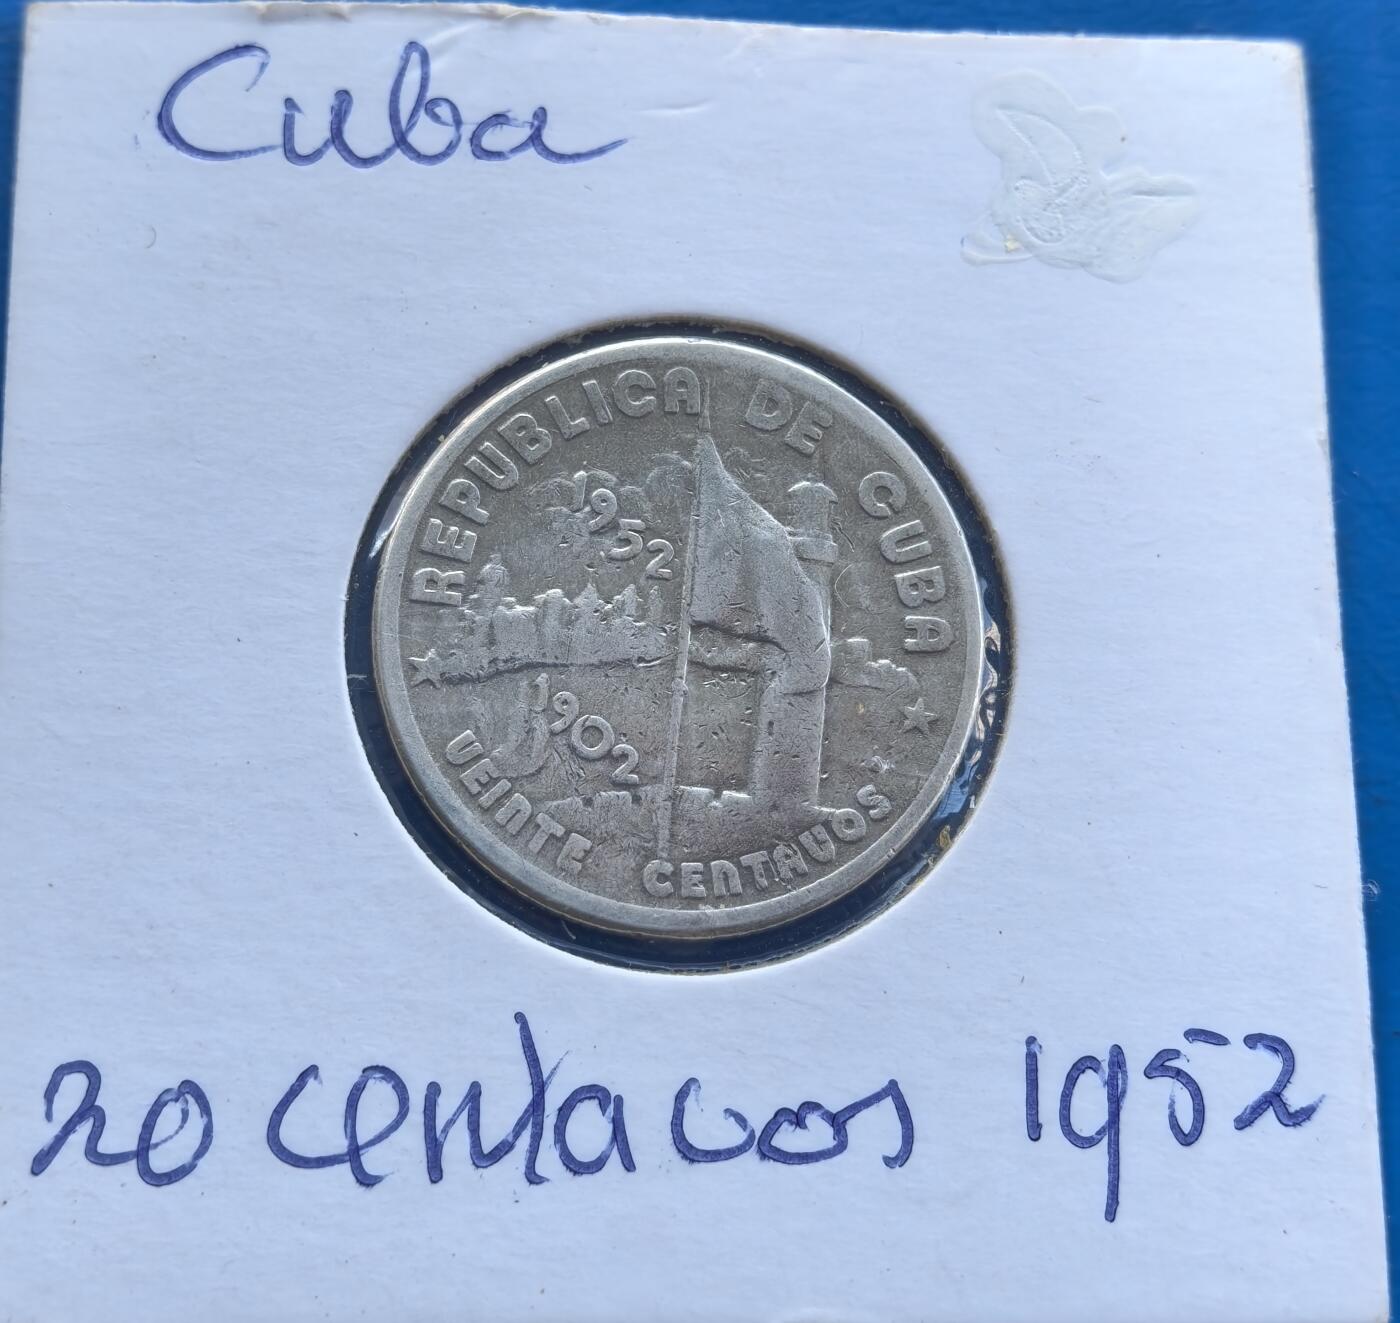 Cuba
REPUBLICA DE CUBA
1952
1902
VEINTE CENTAVOS
20 Centavos 1952